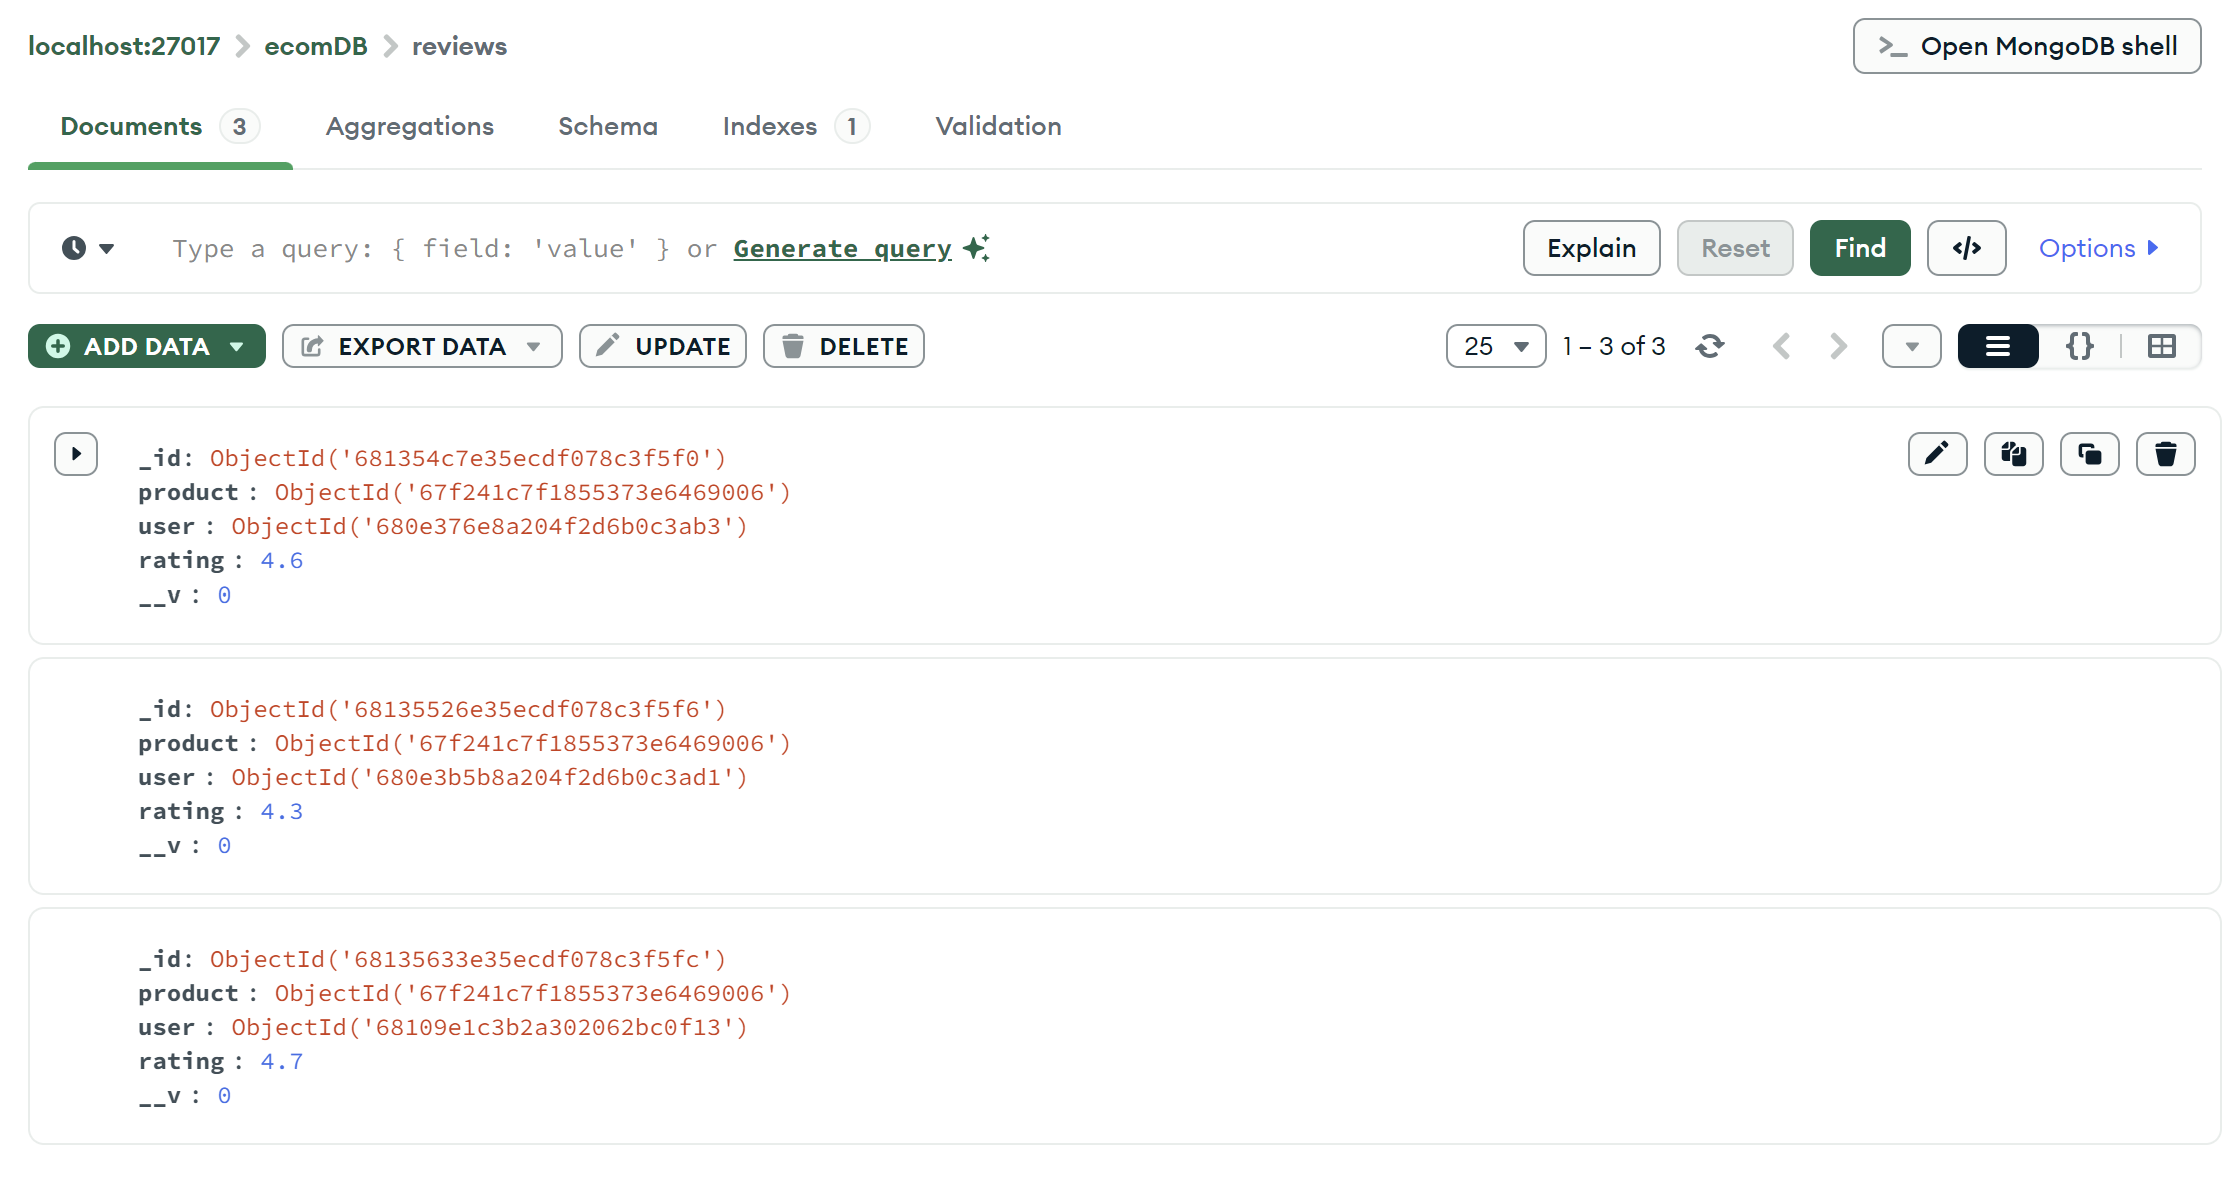 localhost:27017 > ecomDB > reviews
>_ Open MongoDB shell
Documents 3 Aggregations Schema Indexes 1 Validation
Type a query: { field: 'value' } or Generate query
Explain Reset Find </> Options
ADD DATA EXPORT DATA UPDATE DELETE
25 1 – 3 of 3 {}
_id: ObjectId('681354c7e35ecdf078c3f5f0')
product : ObjectId('67f241c7f1855373e6469006')
user : ObjectId('680e376e8a204f2d6b0c3ab3')
rating : 4.6
__v : 0
_id: ObjectId('68135526e35ecdf078c3f5f6')
product : ObjectId('67f241c7f1855373e6469006')
user : ObjectId('680e3b5b8a204f2d6b0c3ad1')
rating : 4.3
__v : 0
_id: ObjectId('68135633e35ecdf078c3f5fc')
product : ObjectId('67f241c7f1855373e6469006')
user : ObjectId('68109e1c3b2a302062bc0f13')
rating : 4.7
__v : 0